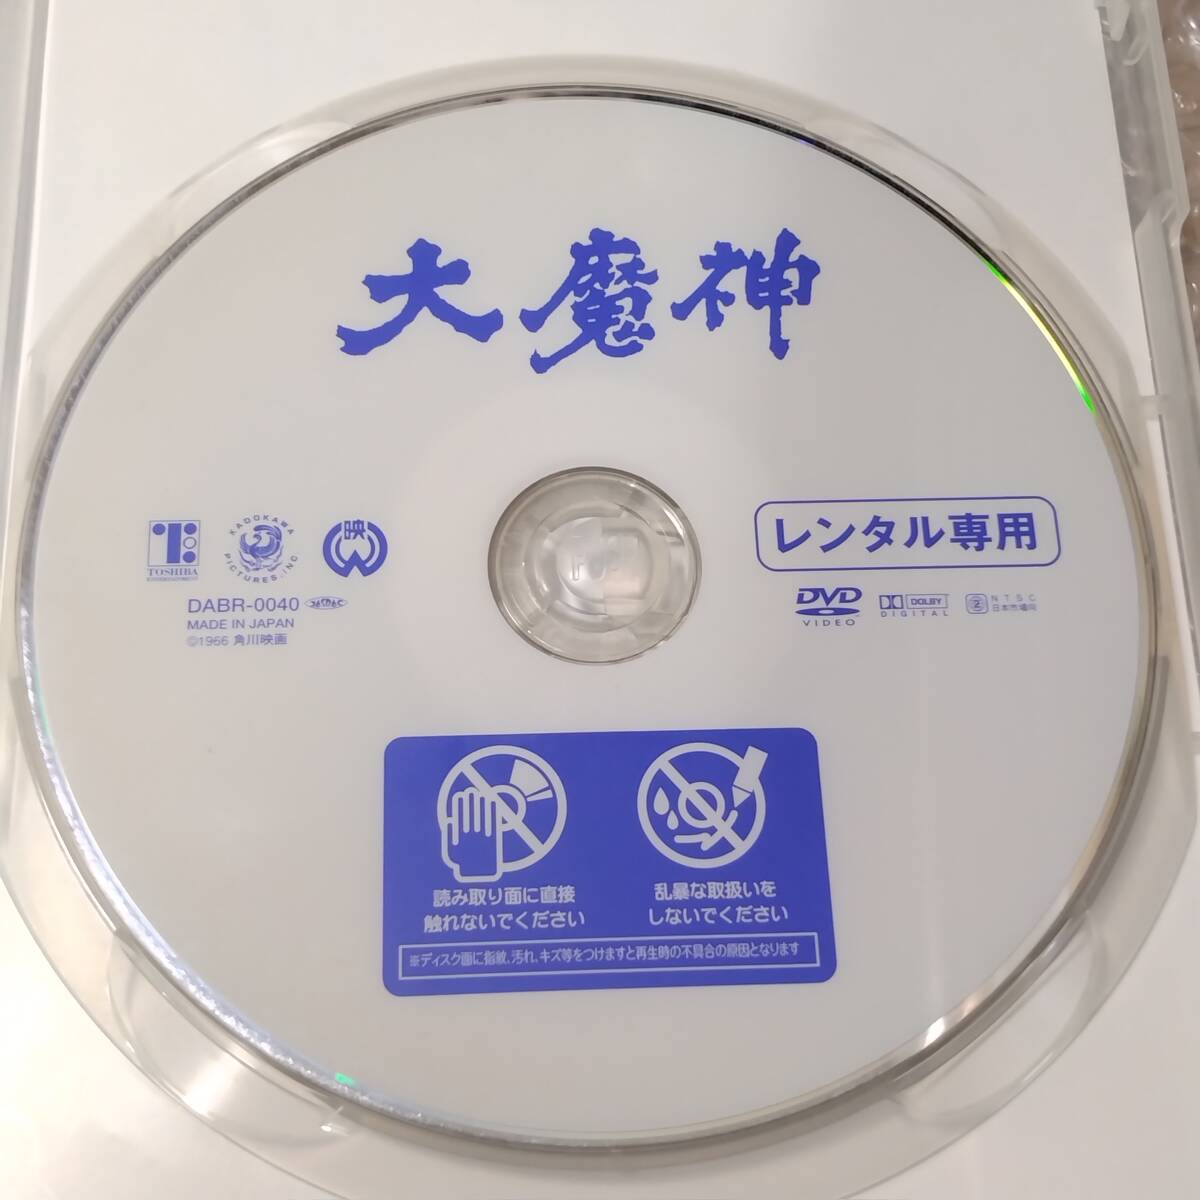 大魔神
TOSHIBA
KADOKAWA
PICTURES, INC
映
DABR-0040
MADE IN JAPAN
©1966 角川映画
レンタル専用
DVD
VIDEO
DOLBY
DIGITAL
2
NTSC
日本市場向
読み取り面に直接
触れないでください
乱暴な取扱いを
しないでください
※ディスク面に指紋、汚れ、キズ等をつけますと再生時の不具合の原因となります